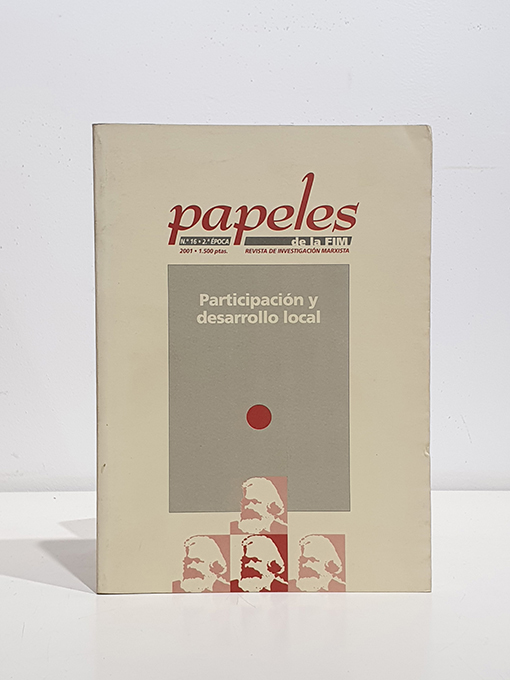 papeles
N.º 16 • 2.ª ÉPOCA
de la FIM
2001 • 1.500 ptas.
REVISTA DE INVESTIGACIÓN MARXISTA
Participación y
desarrollo local